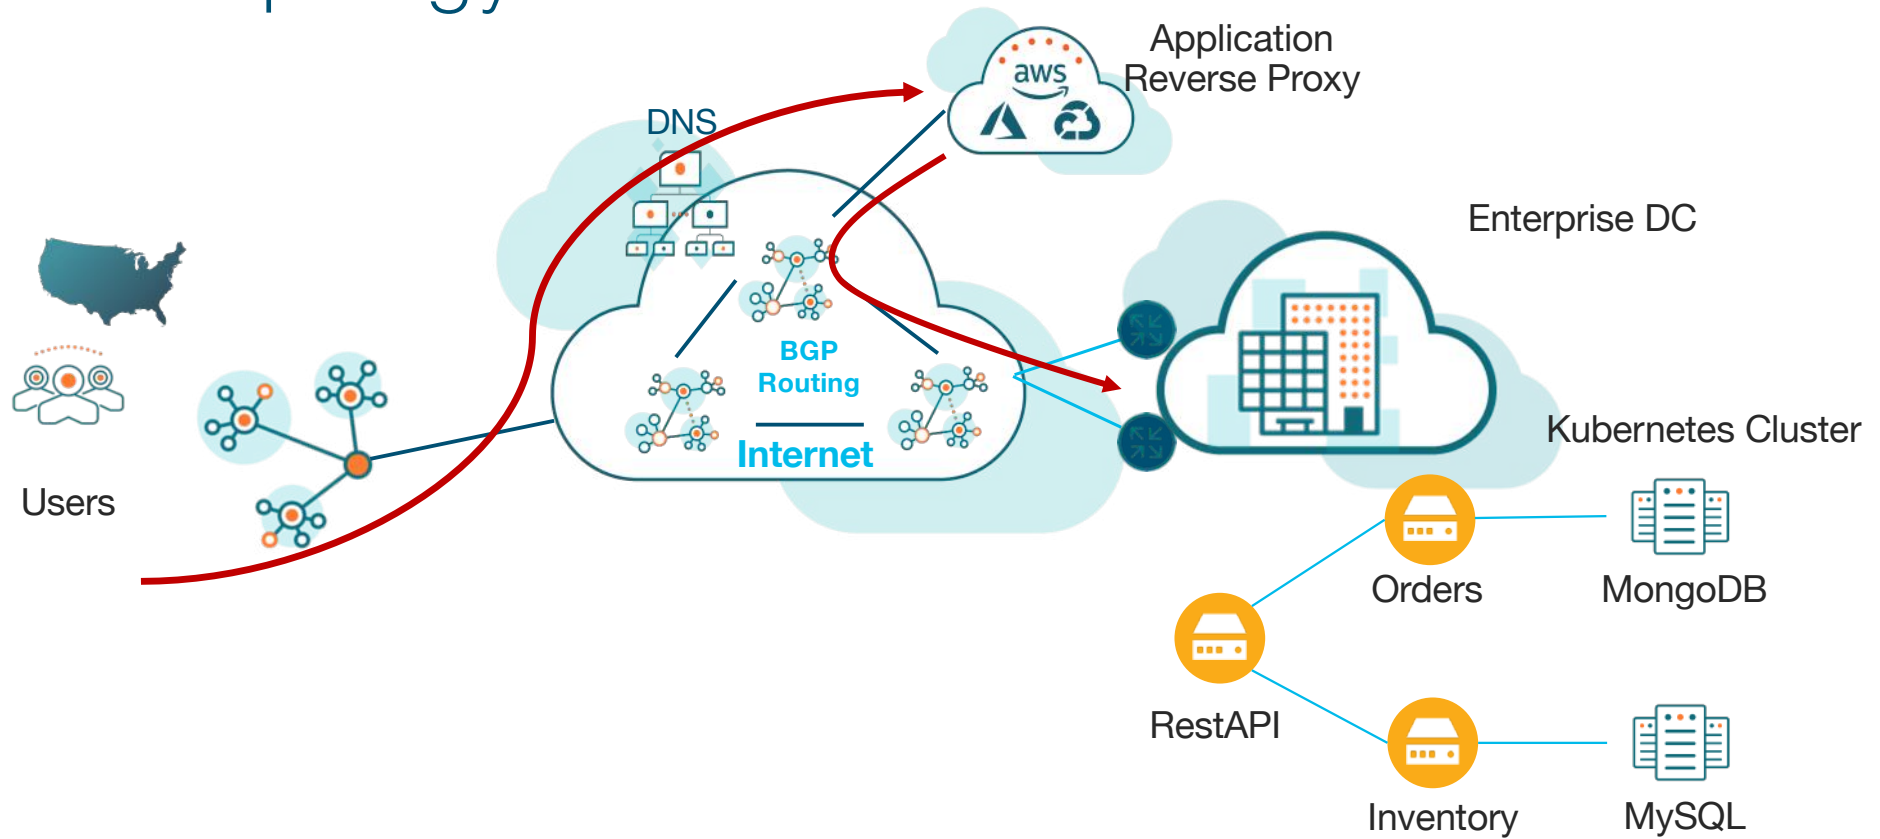 Application
Reverse Proxy
aws
DNS
Enterprise DC
BGP
Routing
Internet
Kubernetes Cluster
Users
Orders
MongoDB
RestAPI
Inventory
MySQL